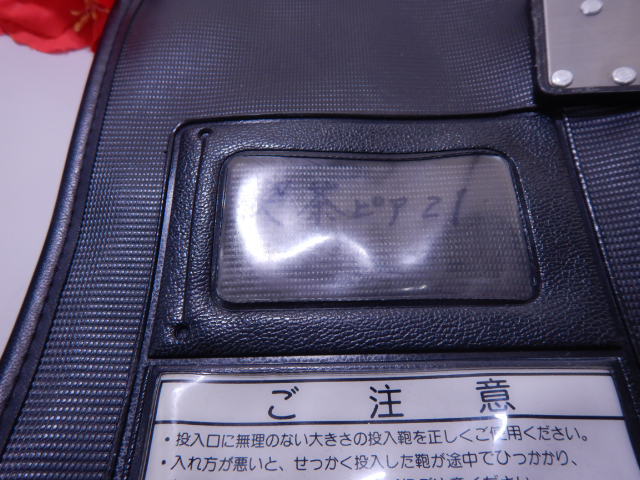 茶ピア21
ご注意
・投入口に無理のない大きさの投入鞄を正しくご使用ください。
・入れ方が悪いと、せっかく投入した鞄が途中でひっかかり、